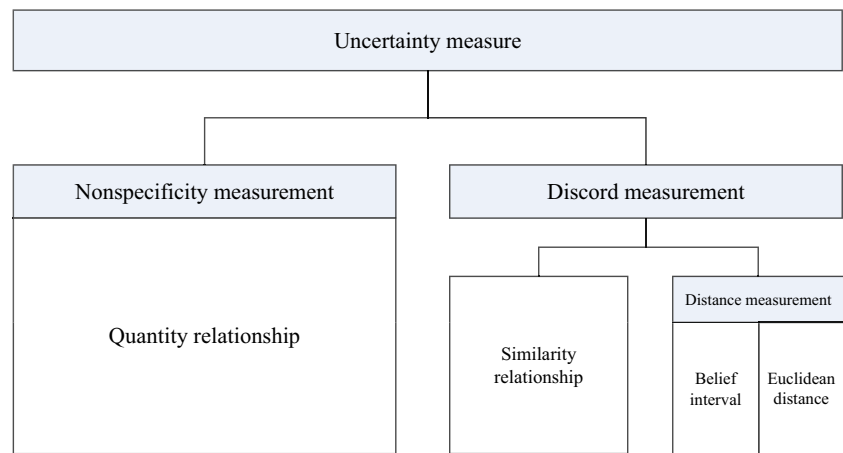 Uncertainty measure
Nonspecificity measurement
Discord measurement
Quantity relationship
Similarity
relationship
Distance measurement
Belief
interval
Euclidean
distance